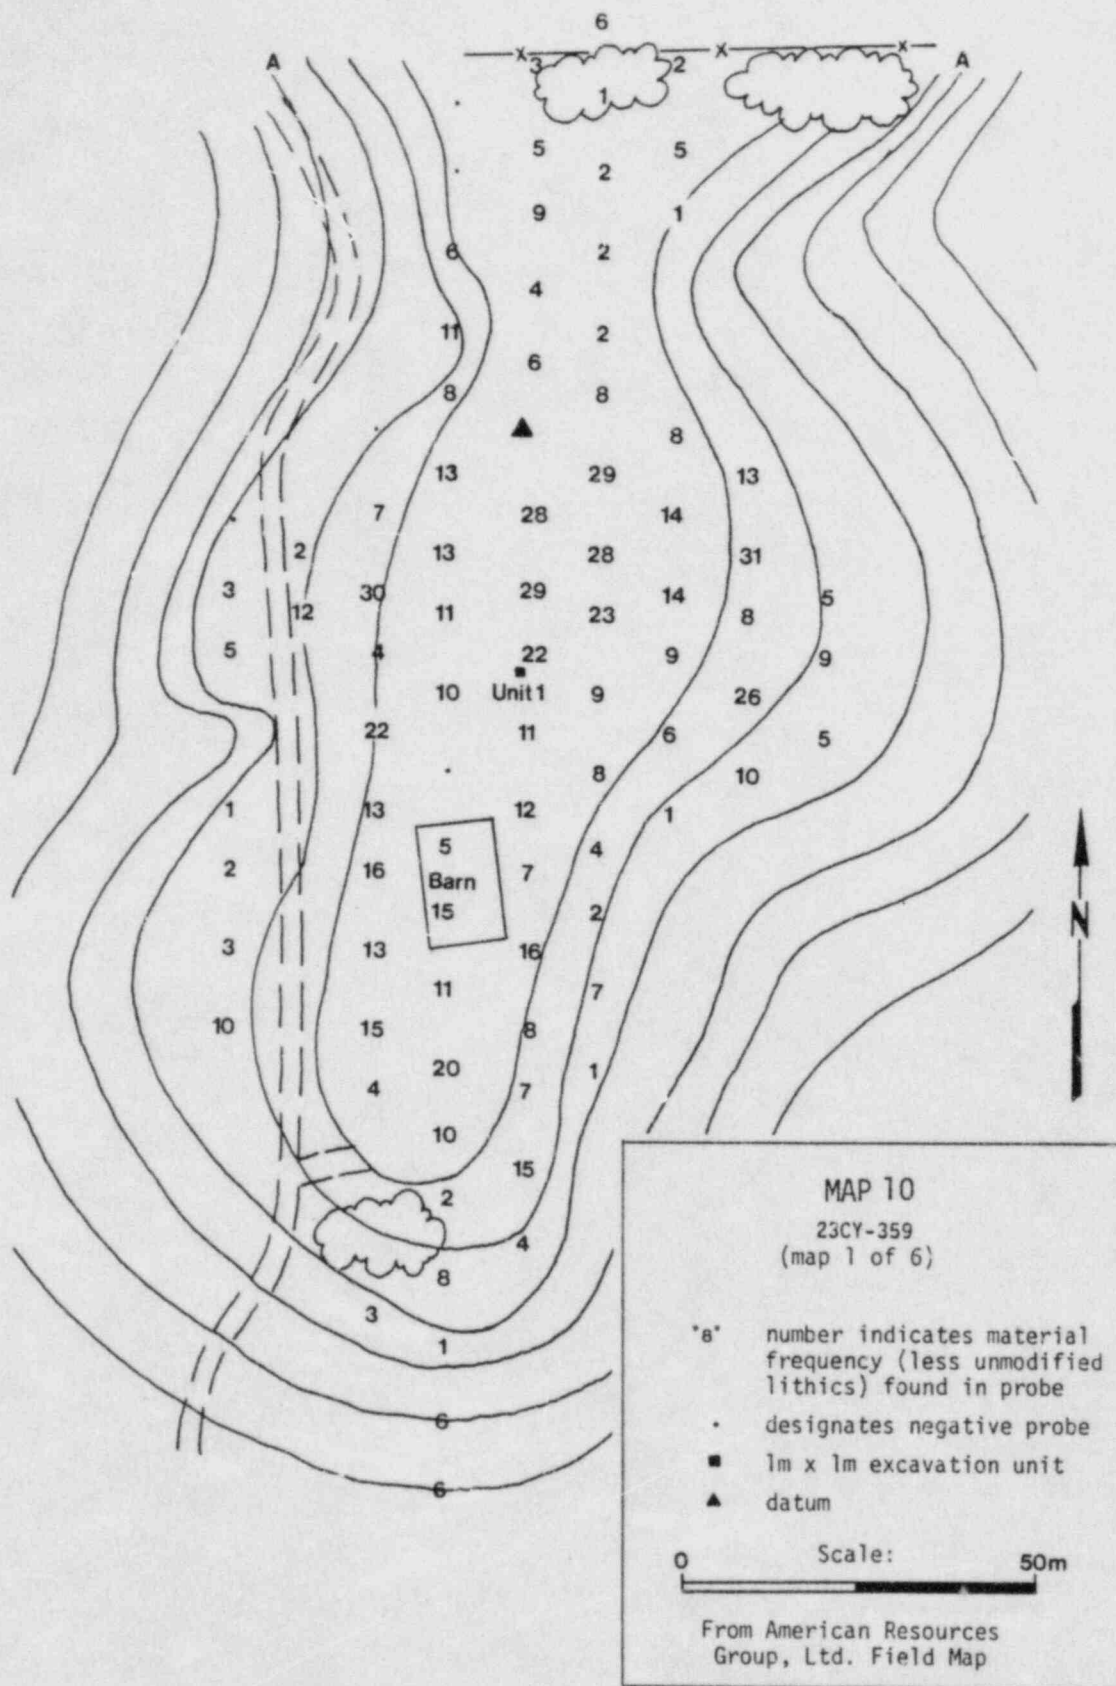 6
x x x
A 3 2 A
1
5 5
2
9 1
6 2
4
11 2
6
8 8
8
13 29 13
7 28 14
2 13 28 31
3 30 29 14 5
12 11 23 8
5 4 22 9 9
10 Unit 1 9 26
22 11 6 5
8 10
1 13 12 1
5 4
2 16 Barn 7
15 2
3 13 16
11 7
10 15 8
20 1
4 7
10
15
2
4
8
3
1
6
6
N
MAP 10
23CY-359
(map 1 of 6)
"8" number indicates material
frequency (less unmodified
lithics) found in probe
· designates negative probe
■ 1m x 1m excavation unit
▲ datum
Scale:
0 50m
From American Resources
Group, Ltd. Field Map